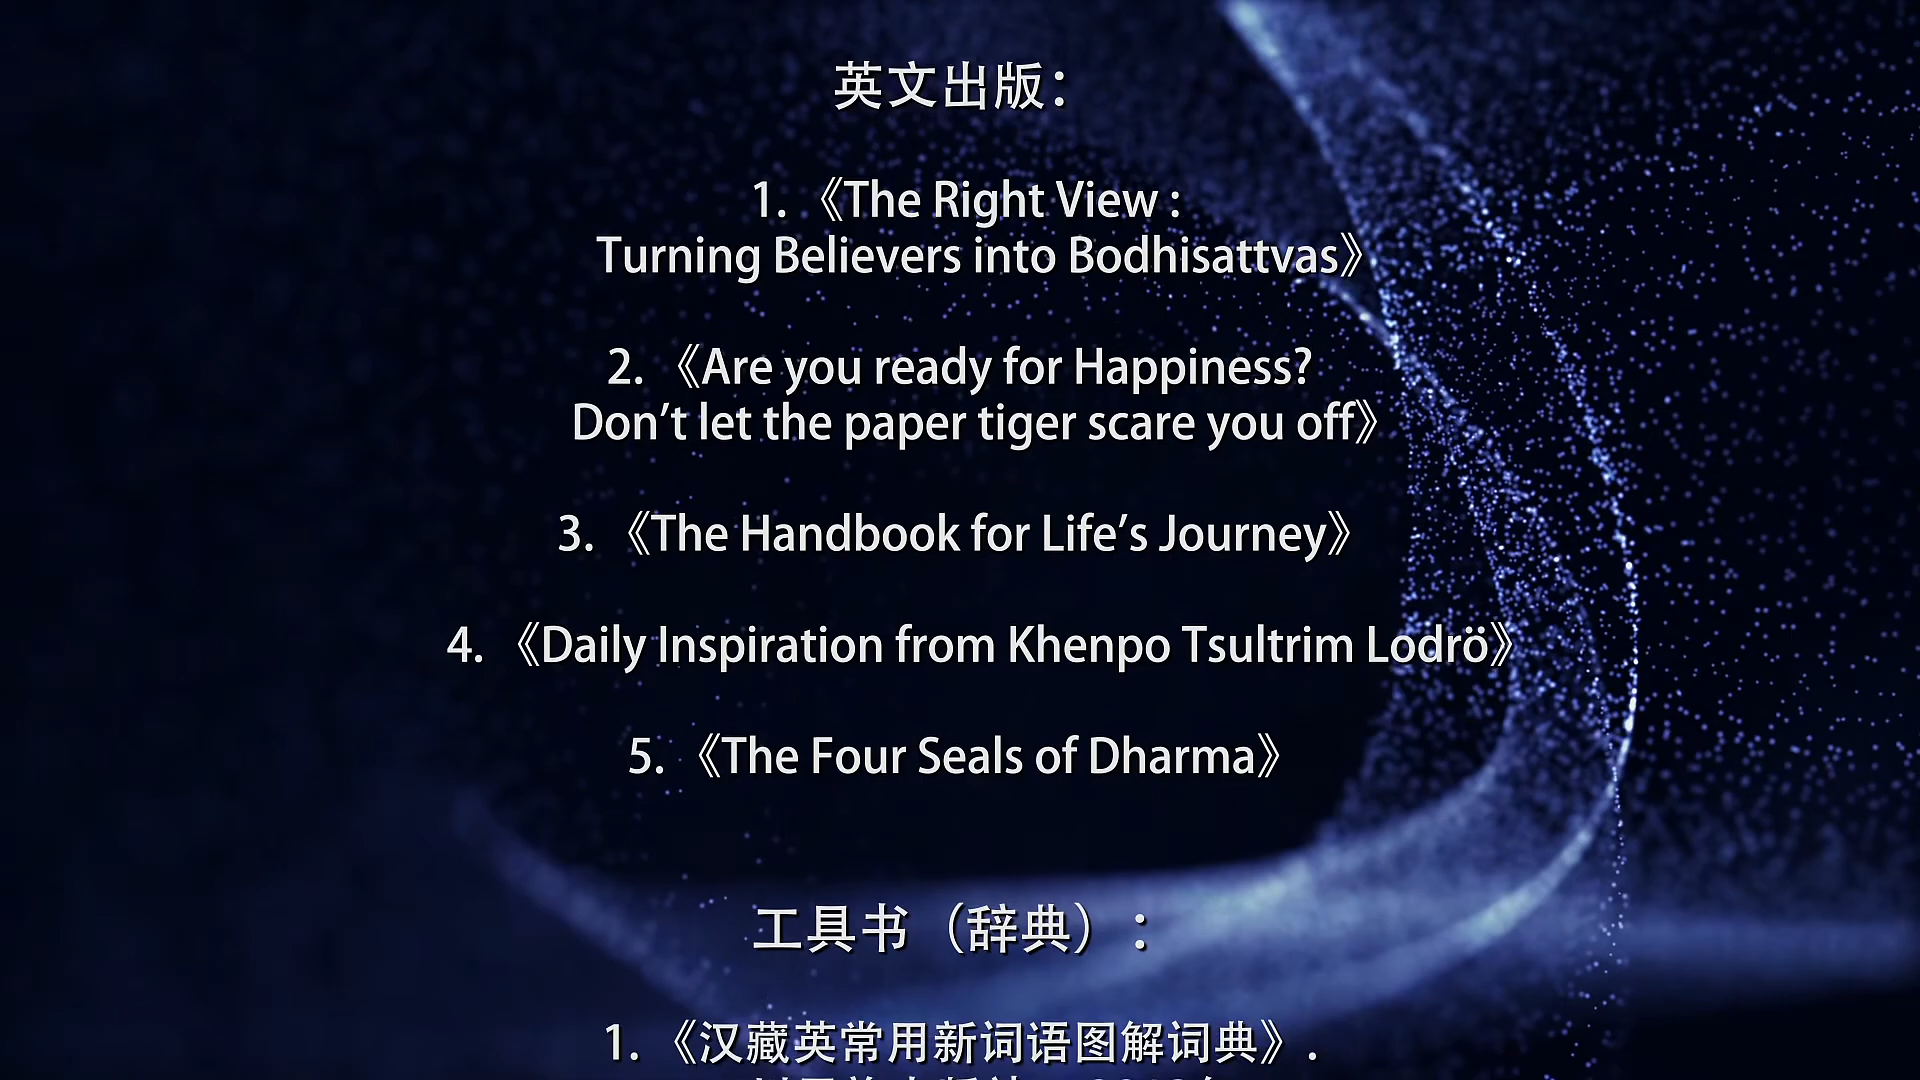 英文出版：
1. 《The Right View :
Turning Believers into Bodhisattvas》
2. 《Are you ready for Happiness?
Don’t let the paper tiger scare you off》
3. 《The Handbook for Life’s Journey》
4. 《Daily Inspiration from Khenpo Tsultrim Lodrö》
5. 《The Four Seals of Dharma》
工具书（辞典）：
1. 《汉藏英常用新词语图解词典》.